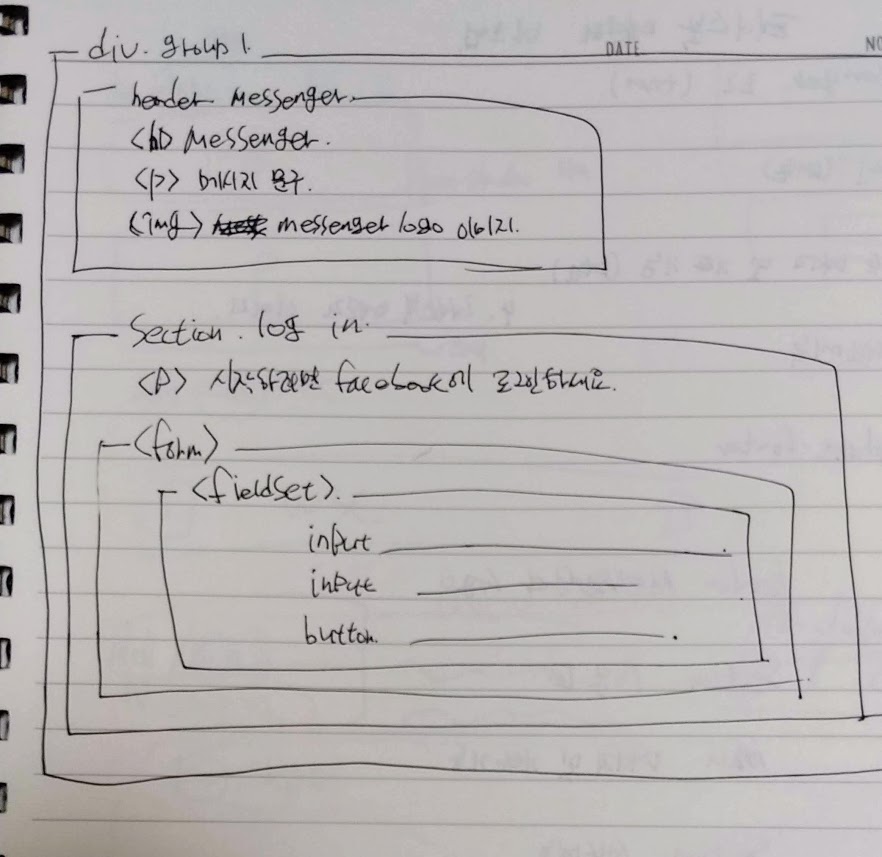 div. group 1.
DATE
NO
header Messenger.
<h1> Messenger.
<p> 메시지 문구.
<img> messenger logo 이미지.
Section. log in.
<p> 시작하려면 facebook에 로그인하세요.
<form>
<fieldset>.
input
input
button.